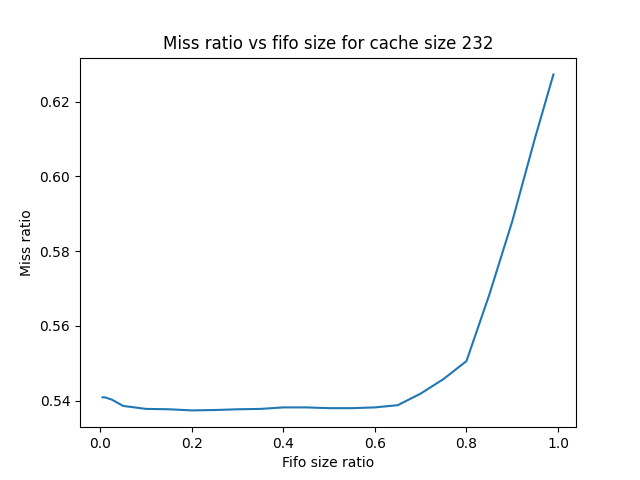 Miss ratio vs fifo size for cache size 232
Miss ratio
0.62
0.60
0.58
0.56
0.54
0.0 0.2 0.4 0.6 0.8 1.0
Fifo size ratio